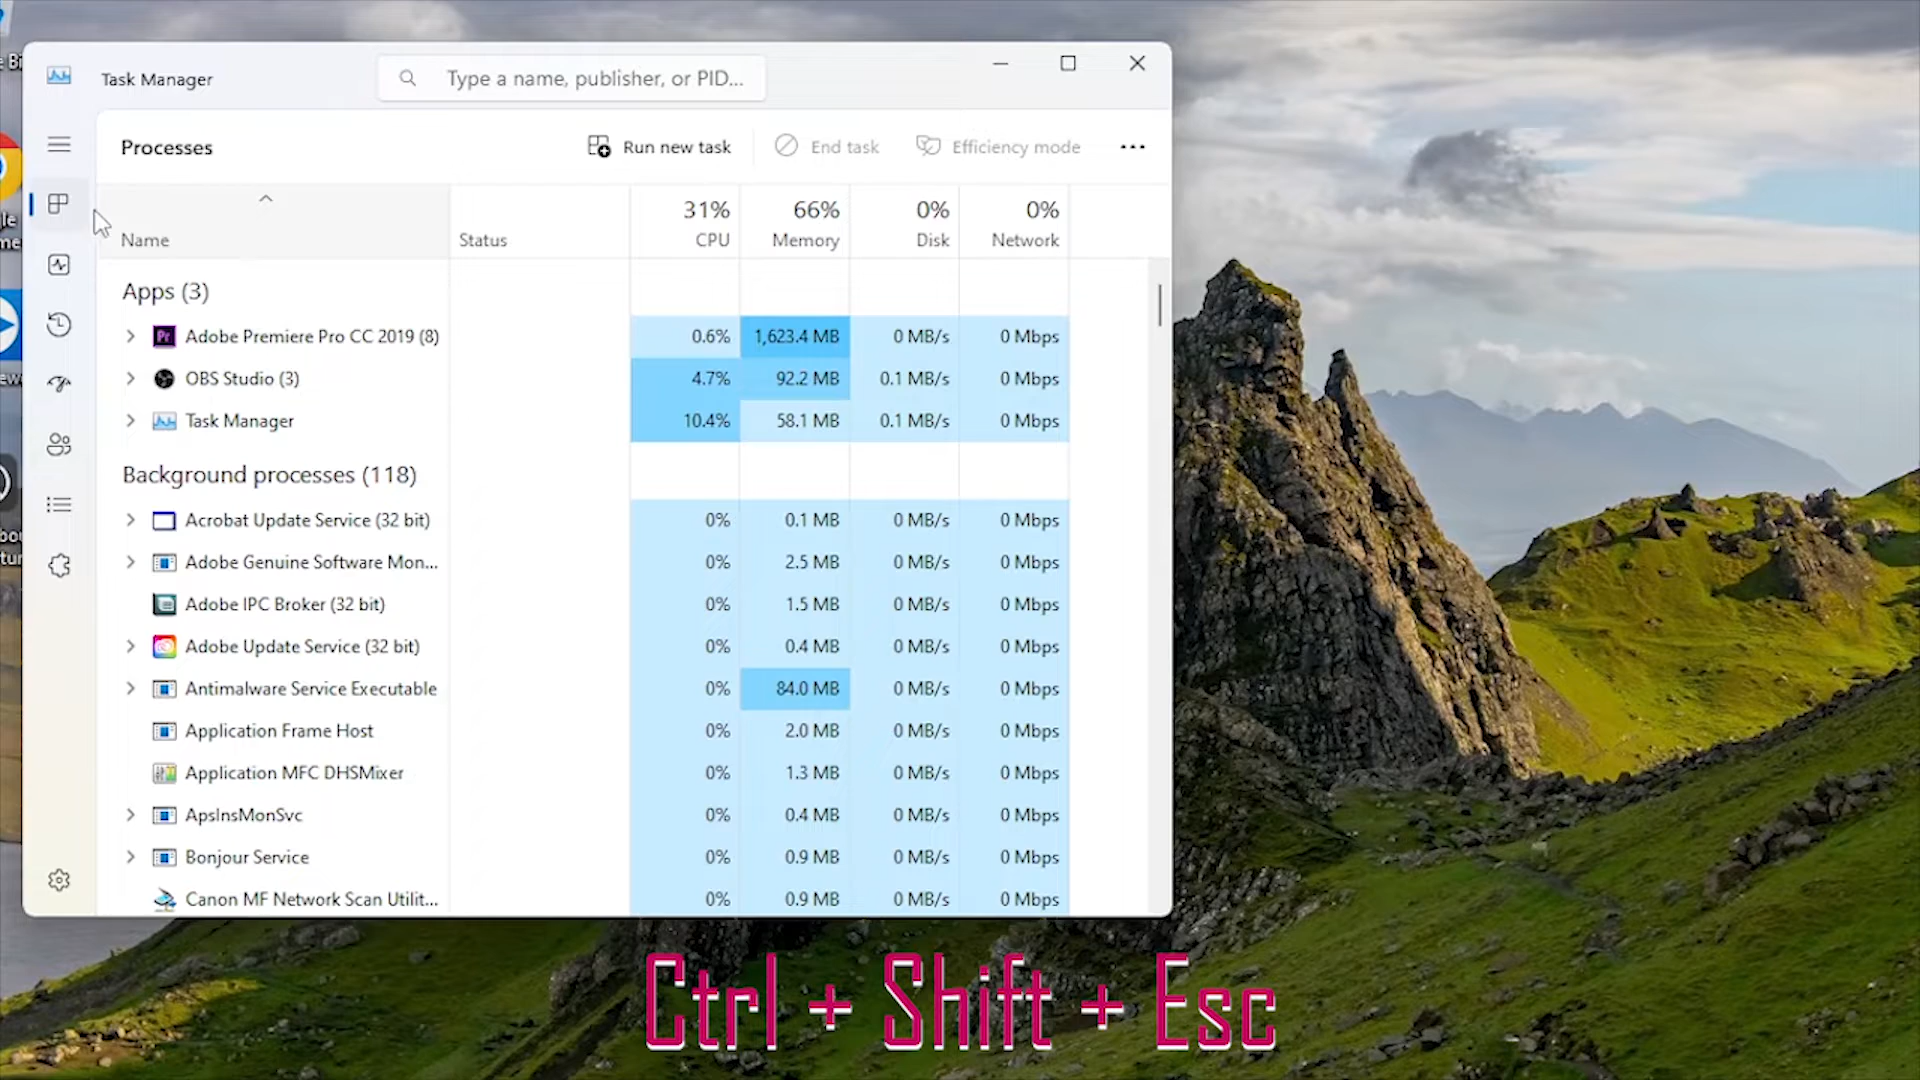 Task Manager
Type a name, publisher, or PID...
Processes
Run new task
End task
Efficiency mode
31% 66% 0% 0%
Name Status CPU Memory Disk Network
Apps (3)
Adobe Premiere Pro CC 2019 (8) 0.6% 1,623.4 MB 0 MB/s 0 Mbps
OBS Studio (3) 4.7% 92.2 MB 0.1 MB/s 0 Mbps
Task Manager 10.4% 58.1 MB 0.1 MB/s 0 Mbps
Background processes (118)
Acrobat Update Service (32 bit) 0% 0.1 MB 0 MB/s 0 Mbps
Adobe Genuine Software Mon... 0% 2.5 MB 0 MB/s 0 Mbps
Adobe IPC Broker (32 bit) 0% 1.5 MB 0 MB/s 0 Mbps
Adobe Update Service (32 bit) 0% 0.4 MB 0 MB/s 0 Mbps
Antimalware Service Executable 0% 84.0 MB 0 MB/s 0 Mbps
Application Frame Host 0% 2.0 MB 0 MB/s 0 Mbps
Application MFC DHSMixer 0% 1.3 MB 0 MB/s 0 Mbps
ApsInsMonSvc 0% 0.4 MB 0 MB/s 0 Mbps
Bonjour Service 0% 0.9 MB 0 MB/s 0 Mbps
Canon MF Network Scan Utilit... 0% 0.9 MB 0 MB/s 0 Mbps
Ctrl + Shift + Esc